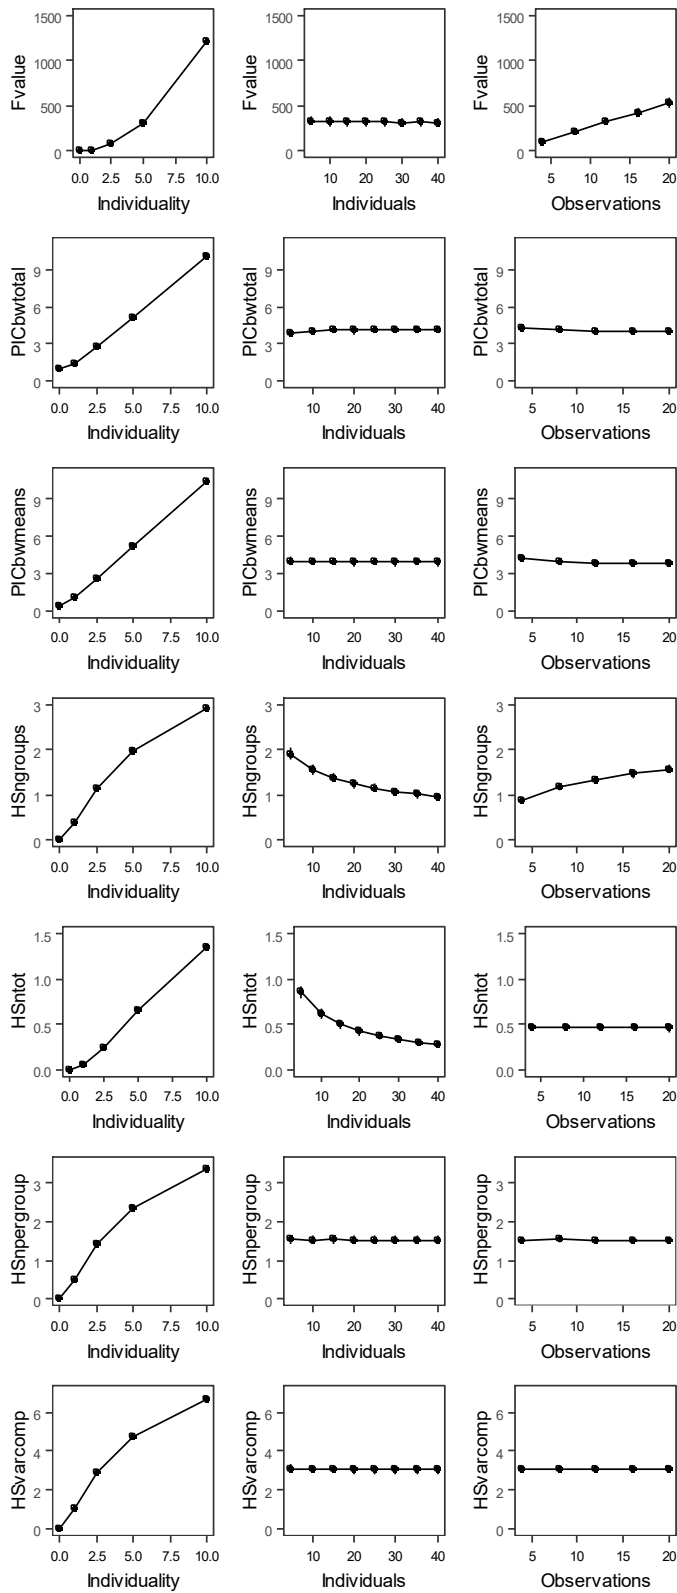 Fvalue
1500
1000
500
0
0.0 2.5 5.0 7.5 10.0
Individuality
Fvalue
1500
1000
500
0
10 20 30 40
Individuals
Fvalue
1500
1000
500
0
5 10 15 20
Observations
PICbwtotal
9
6
3
0
0.0 2.5 5.0 7.5 10.0
Individuality
PICbwtotal
9
6
3
0
10 20 30 40
Individuals
PICbwtotal
9
6
3
0
5 10 15 20
Observations
PICbwmeans
9
6
3
0
0.0 2.5 5.0 7.5 10.0
Individuality
PICbwmeans
9
6
3
0
10 20 30 40
Individuals
PICbwmeans
9
6
3
0
5 10 15 20
Observations
HSngroups
3
2
1
0
0.0 2.5 5.0 7.5 10.0
Individuality
HSngroups
3
2
1
0
10 20 30 40
Individuals
HSngroups
3
2
1
0
5 10 15 20
Observations
HSntot
1.5
1.0
0.5
0.0
0.0 2.5 5.0 7.5 10.0
Individuality
HSntot
1.5
1.0
0.5
0.0
10 20 30 40
Individuals
HSntot
1.5
1.0
0.5
0.0
5 10 15 20
Observations
HSnpergroup
3
2
1
0
0.0 2.5 5.0 7.5 10.0
Individuality
HSnpergroup
3
2
1
0
10 20 30 40
Individuals
HSnpergroup
3
2
1
0
5 10 15 20
Observations
HSvarcomp
6
4
2
0
0.0 2.5 5.0 7.5 10.0
Individuality
HSvarcomp
6
4
2
0
10 20 30 40
Individuals
HSvarcomp
6
4
2
0
5 10 15 20
Observations